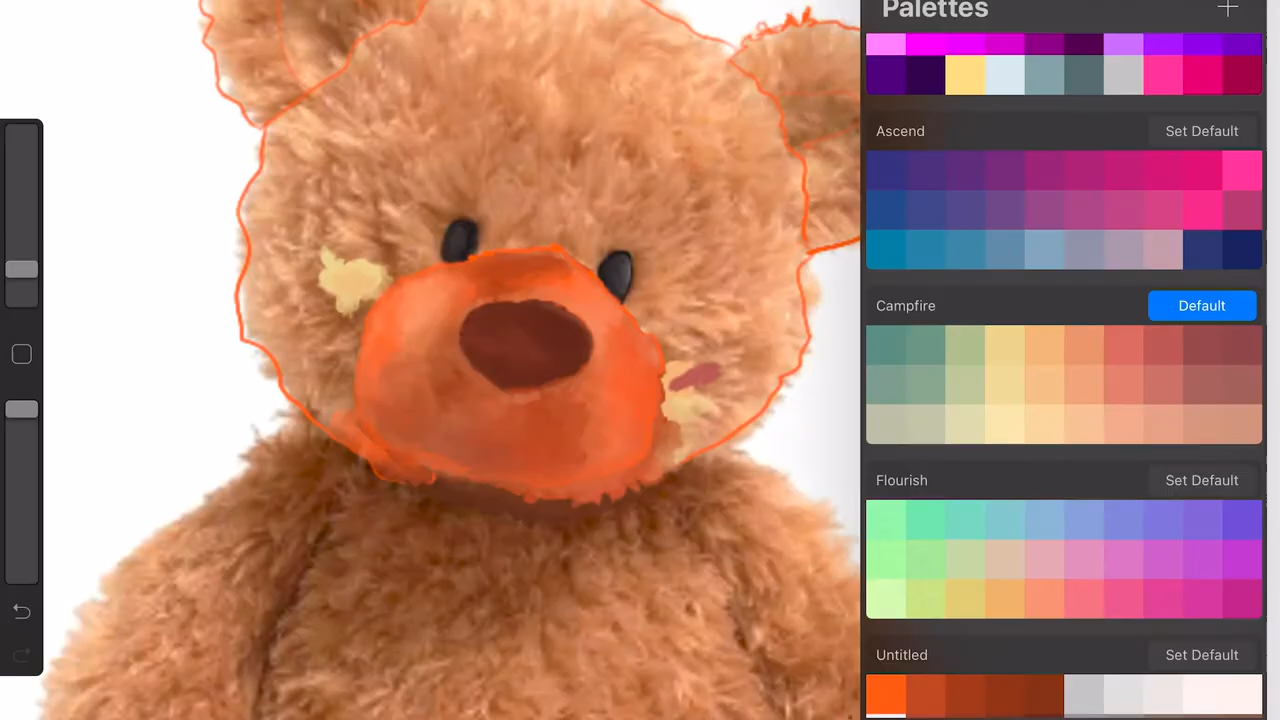 Palettes
Ascend Set Default
Campfire Default
Flourish Set Default
Untitled Set Default